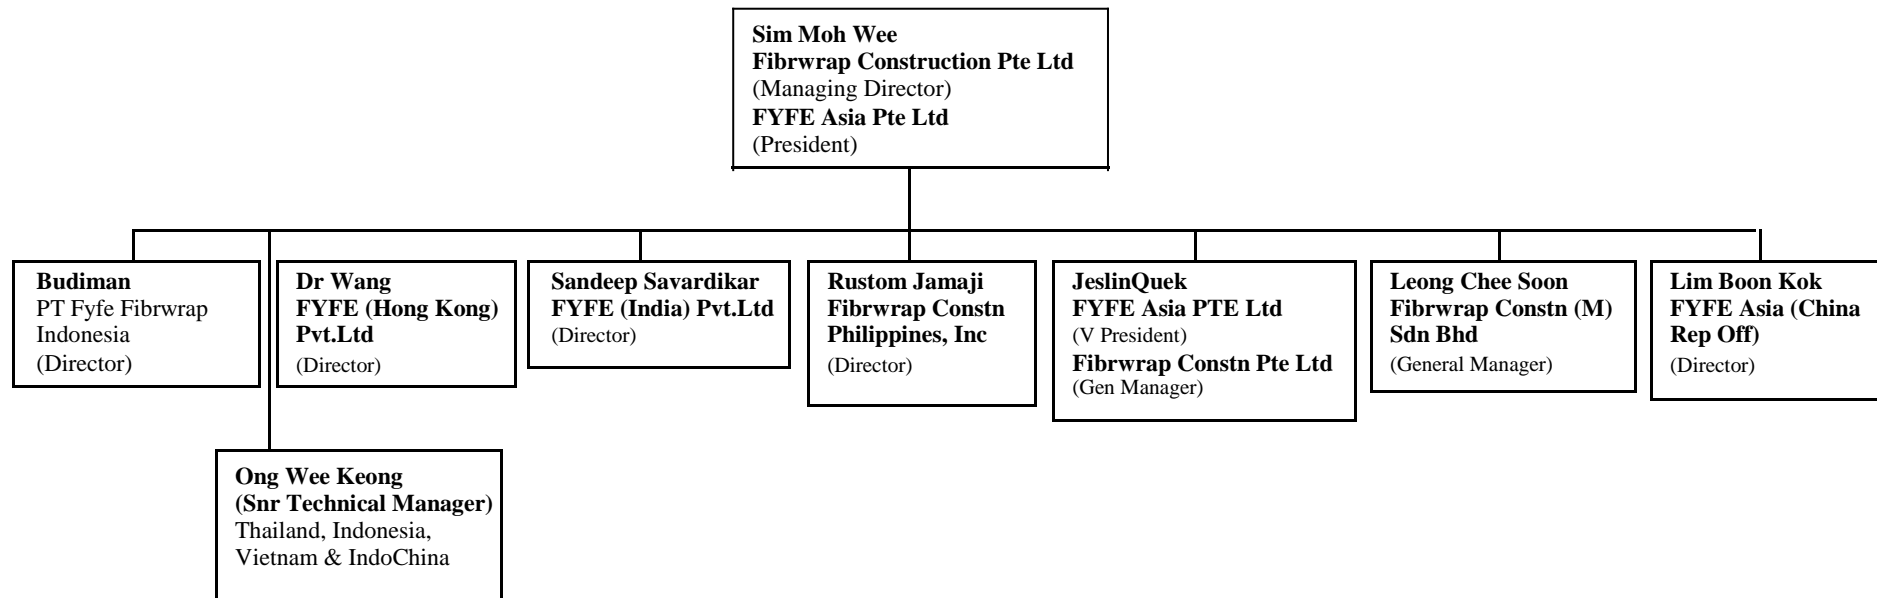 Sim Moh Wee
Fibrwrap Construction Pte Ltd
(Managing Director)
FYFE Asia Pte Ltd
(President)
Budiman
PT Fyfe Fibrwrap
Indonesia
(Director)
Dr Wang
FYFE (Hong Kong)
Pvt.Ltd
(Director)
Sandeep Savardikar
FYFE (India) Pvt.Ltd
(Director)
Rustom Jamaji
Fibrwrap Constn
Philippines, Inc
(Director)
JeslinQuek
FYFE Asia PTE Ltd
(V President)
Fibrwrap Constn Pte Ltd
(Gen Manager)
Leong Chee Soon
Fibrwrap Constn (M)
Sdn Bhd
(General Manager)
Lim Boon Kok
FYFE Asia (China
Rep Off)
(Director)
Ong Wee Keong
(Snr Technical Manager)
Thailand, Indonesia,
Vietnam & IndoChina